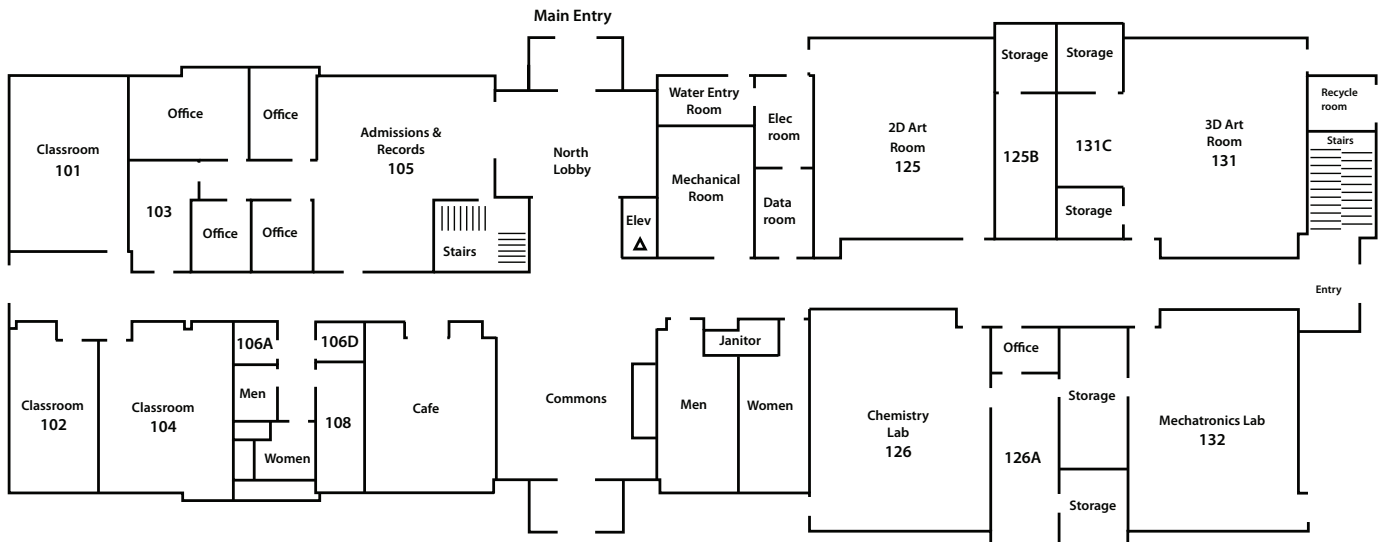 Main Entry
Classroom
101
Office
Office
103
Office
Office
Admissions &
Records
105
Stairs
North
Lobby
Elev
Water Entry
Room
Mechanical
Room
Elec
room
Data
room
2D Art
Room
125
Storage
125B
Storage
131C
Storage
3D Art
Room
131
Recycle
room
Stairs
Entry
Classroom
102
Classroom
104
106A
Men
Women
106D
108
Cafe
Commons
Men
Janitor
Women
Chemistry
Lab
126
Office
126A
Storage
Storage
Mechatronics Lab
132